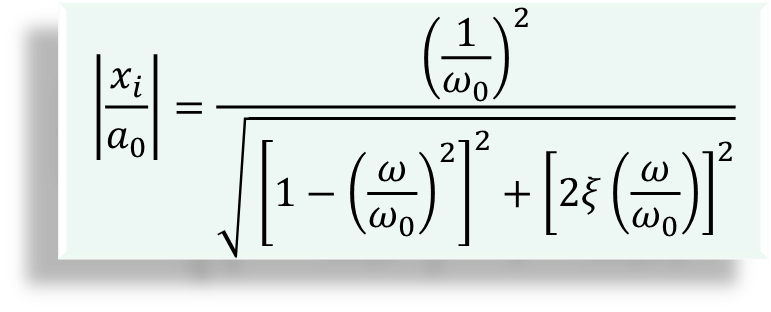 |x_i/a_0| = (1/ω_0)^2 / √([1 − (ω/ω_0)^2]^2 + [2ξ(ω/ω_0)]^2)